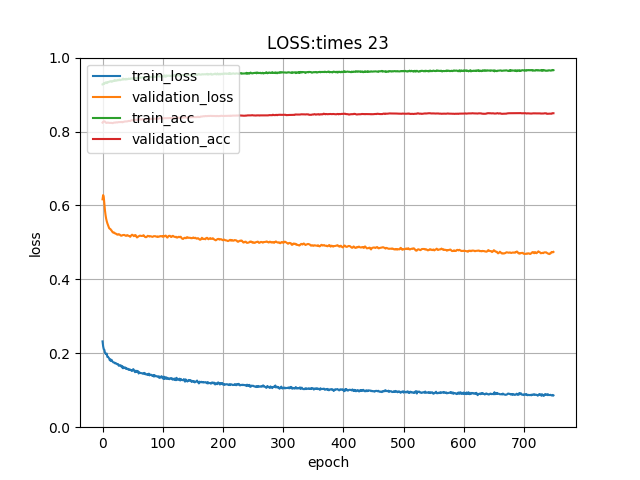 LOSS:times 23
1.0
0.8
0.6
0.4
0.2
0.0
loss
train_loss
validation_loss
train_acc
validation_acc
0 100 200 300 400 500 600 700
epoch